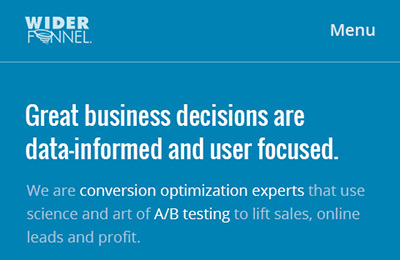 WIDER
FUNNEL.
Menu
Great business decisions are
data-informed and user focused.
We are conversion optimization experts that use
science and art of A/B testing to lift sales, online
leads and profit.